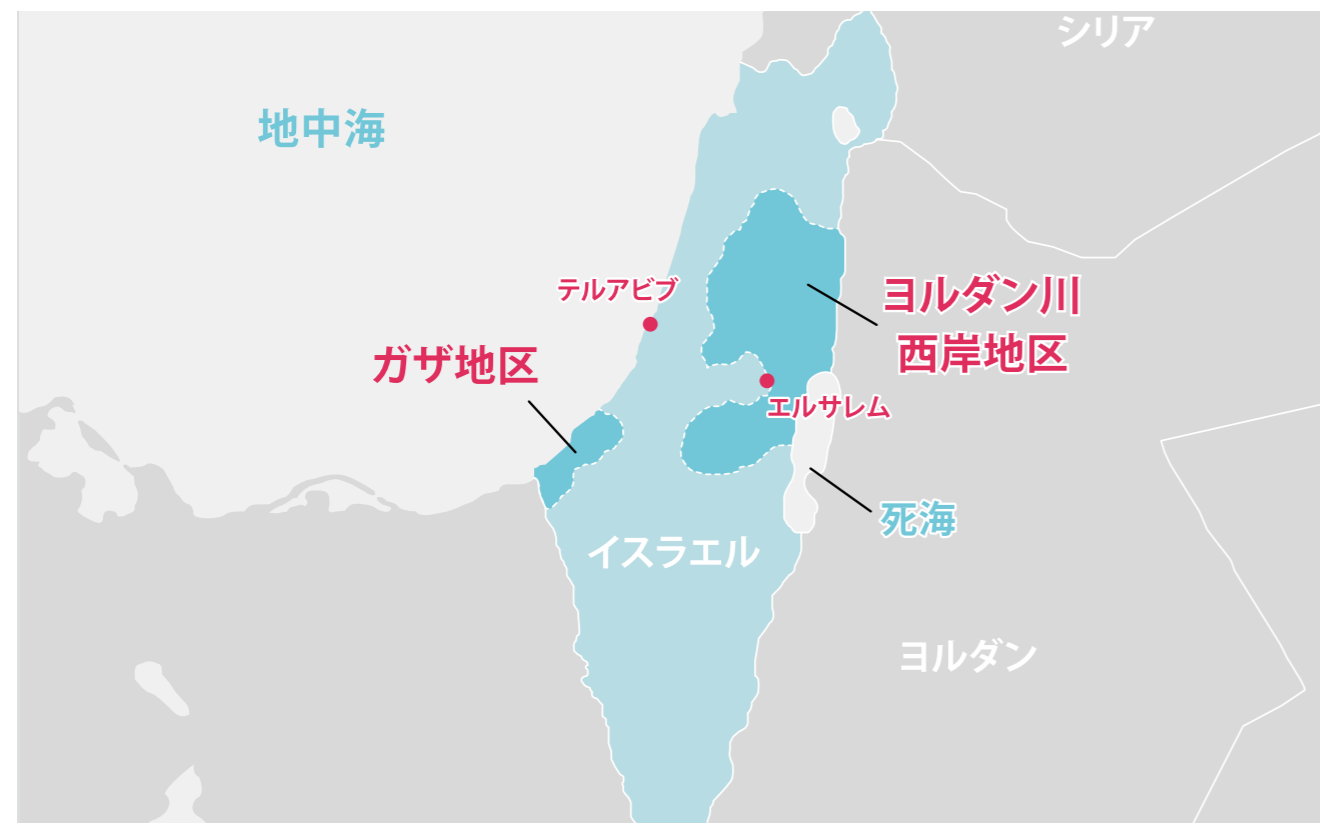 シリア
地中海
テルアビブ
ヨルダン川
西岸地区
ガザ地区
エルサレム
死海
イスラエル
ヨルダン